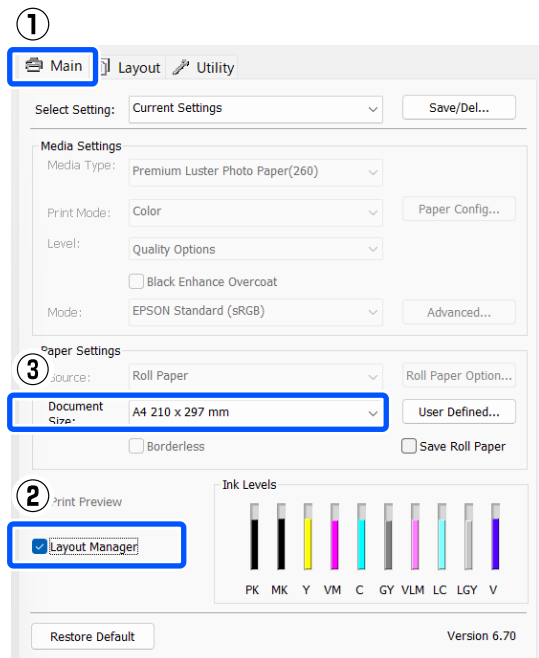 ①
Main Layout Utility
Select Setting: Current Settings Save/Del...
Media Settings
Media Type: Premium Luster Photo Paper(260)
Print Mode: Color Paper Config...
Level: Quality Options
Black Enhance Overcoat
Mode: EPSON Standard (sRGB) Advanced...
Paper Settings
③
Source: Roll Paper Roll Paper Option...
Document Size: A4 210 x 297 mm User Defined...
Borderless Save Roll Paper
Ink Levels
②
Print Preview
Layout Manager
PK MK Y VM C GY VLM LC LGY V
Restore Default Version 6.70